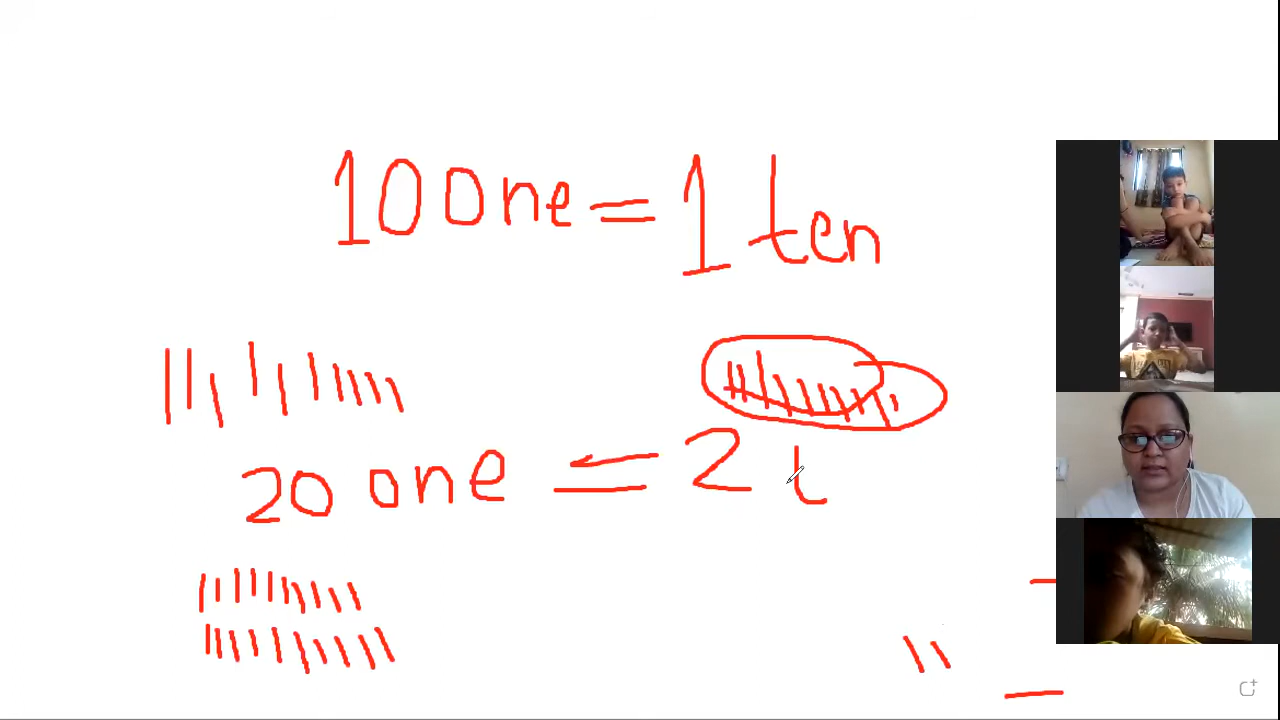 10 One = 1 ten
20 one = 2 t